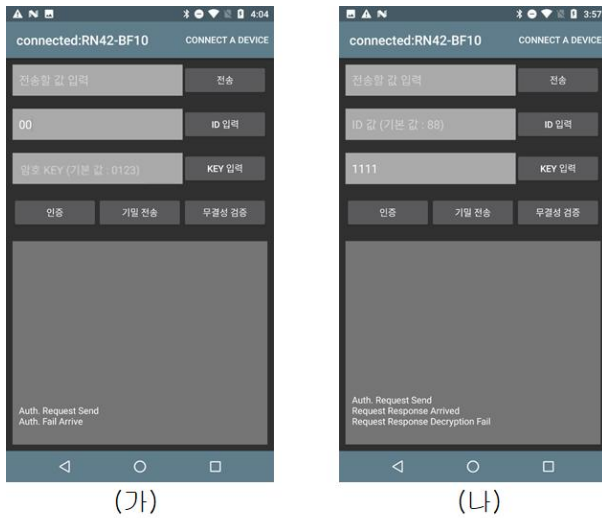 4:04
connected:RN42-BF10 CONNECT A DEVICE
전송할 값 입력 전송
00 ID 입력
암호 KEY (기본 값 : 0123) KEY 입력
인증 기밀 전송 무결성 검증
Auth. Request Send
Auth. Fail Arrive
(가)
3:57
connected:RN42-BF10 CONNECT A DEVICE
전송할 값 입력 전송
ID 값 (기본 값 : 88) ID 입력
1111 KEY 입력
인증 기밀 전송 무결성 검증
Auth. Request Send
Request Response Arrived
Request Response Decryption Fail
(나)